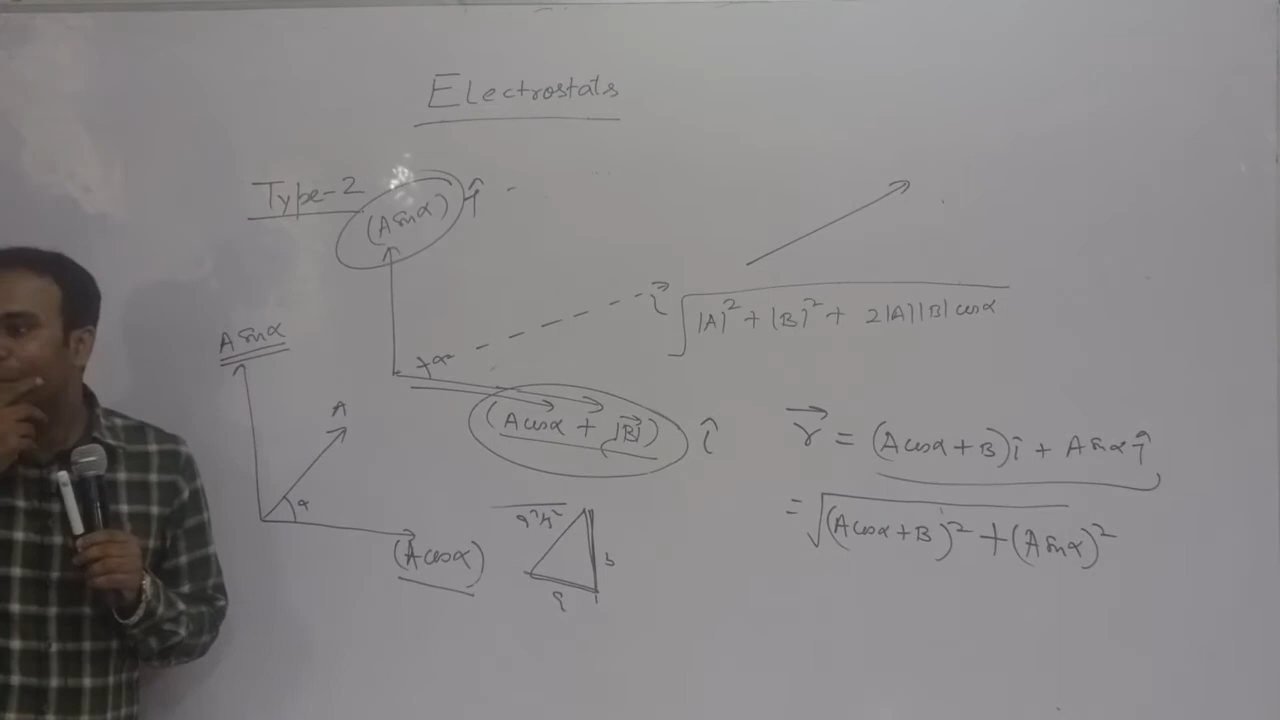 Electrostats
Type-2
(A sinα) ĵ
α
(A cosα + |B⃗|) î
√|A|² + |B|² + 2|A||B| cosα
A sinα
A
α
(A cosα)
r⃗ = (A cosα + B) î + A sinα ĵ
= √(A cosα + B)² + (A sinα)²